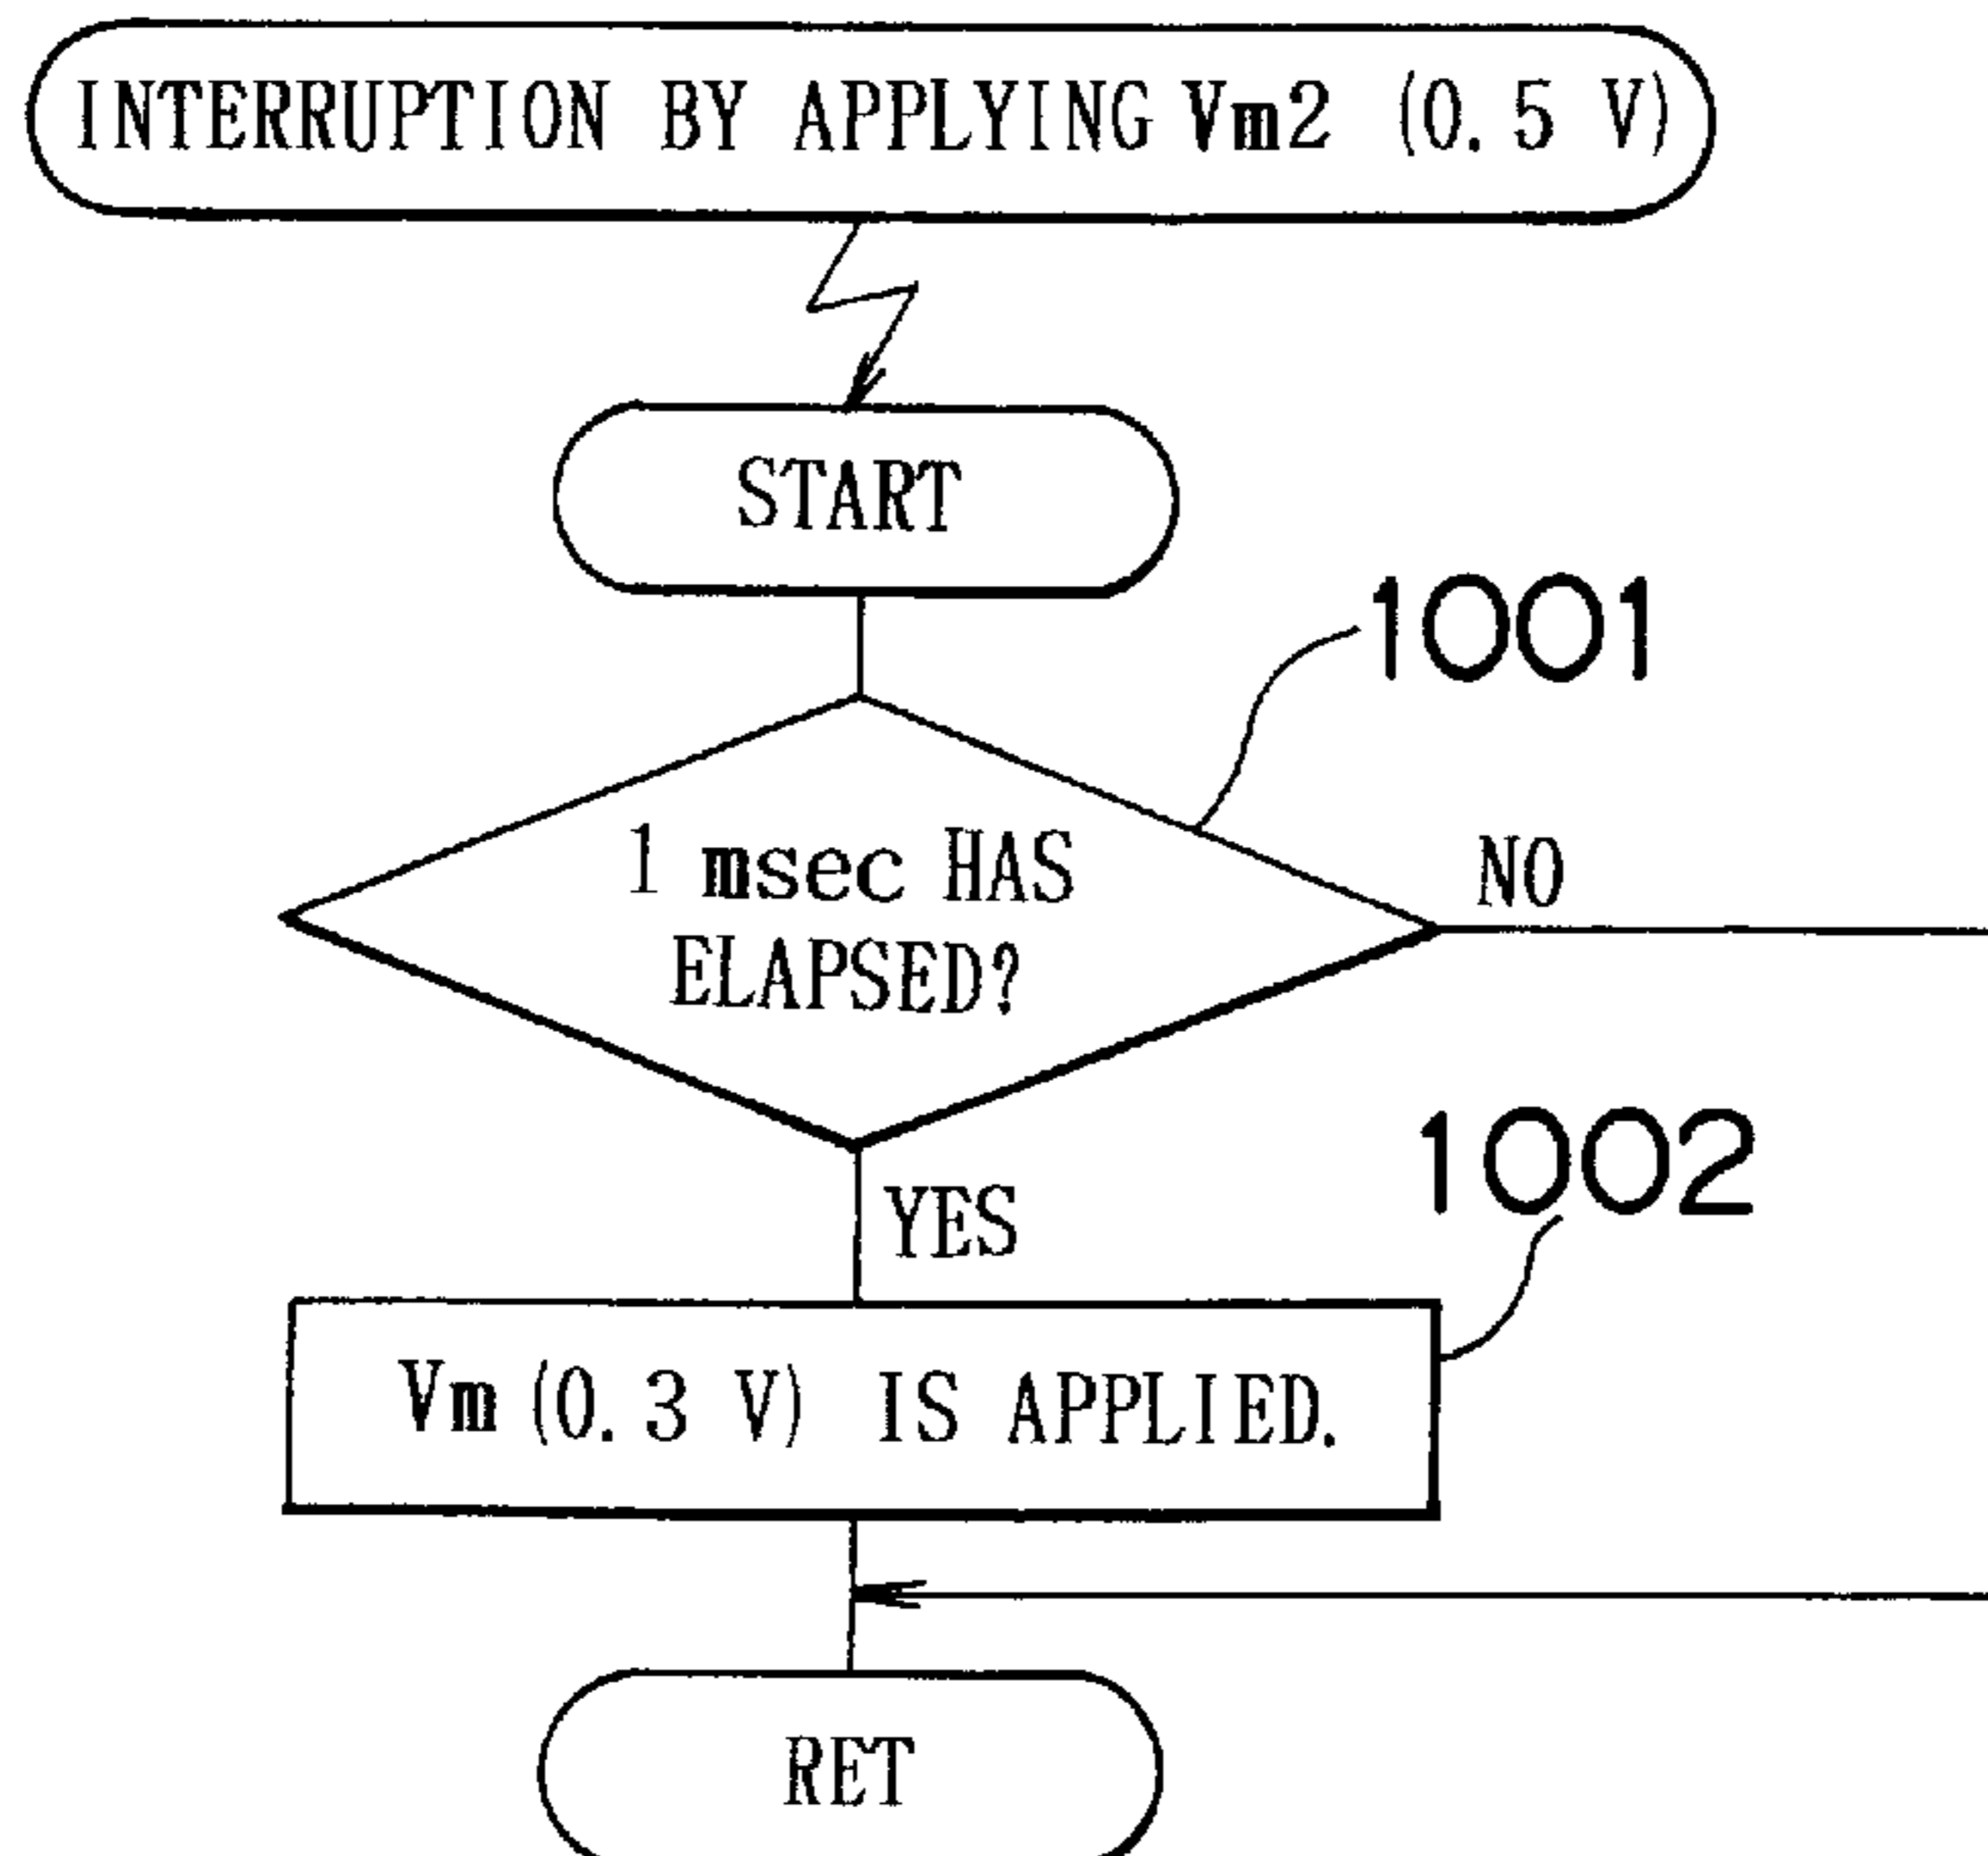 INTERRUPTION BY APPLYING Vm2 (0.5 V)
START
1001
1 msec HAS
ELAPSED?
NO
YES
1002
Vm (0.3 V) IS APPLIED.
RET